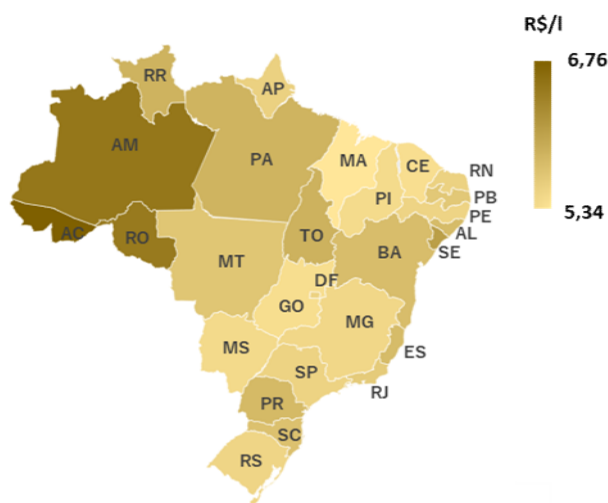 R$/l
6,76
5,34
RR
AP
AM
PA
MA
CE
RN
PI
PB
PE
AL
SE
AC
RO
TO
BA
MT
DF
GO
MG
MS
ES
SP
RJ
PR
SC
RS